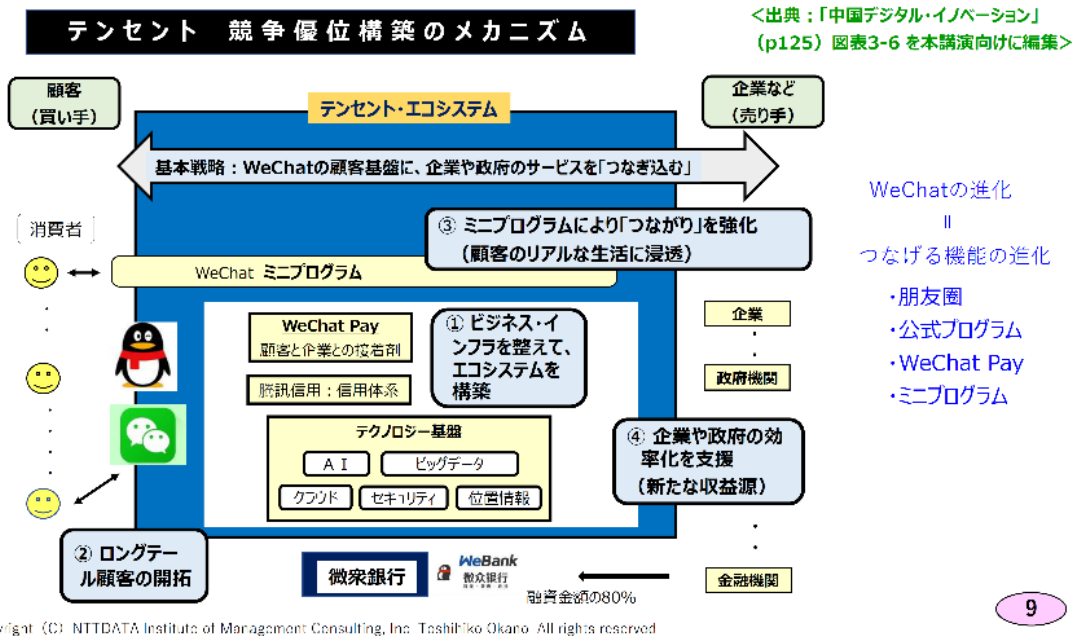 テンセント 競争優位構築のメカニズム
<出典：「中国デジタル・イノベーション」
（p125）図表3-6 を本講演向けに編集>
顧客
（買い手）
テンセント・エコシステム
企業など
（売り手）
基本戦略：WeChatの顧客基盤に、企業や政府のサービスを「つなぎ込む」
消費者
③ ミニプログラムにより「つながり」を強化
（顧客のリアルな生活に浸透）
WeChat ミニプログラム
WeChatの進化
＝
つなげる機能の進化
・朋友圏
・公式プログラム
・WeChat Pay
・ミニプログラム
WeChat Pay
顧客と企業との接着剤
騰訊信用：信用体系
① ビジネス・イ
ンフラを整えて、
エコシステムを
構築
企業
政府機関
テクノロジー基盤
ＡＩ
ビッグデータ
クラウド
セキュリティ
位置情報
④ 企業や政府の効
率化を支援
（新たな収益源）
② ロングテー
ル顧客の開拓
微衆銀行
WeBank
微众银行
融資金額の80%
金融機関
9
yright (C) NTTDATA Institute of Management Consulting, Inc. Toshihiko Okano All rights reserved